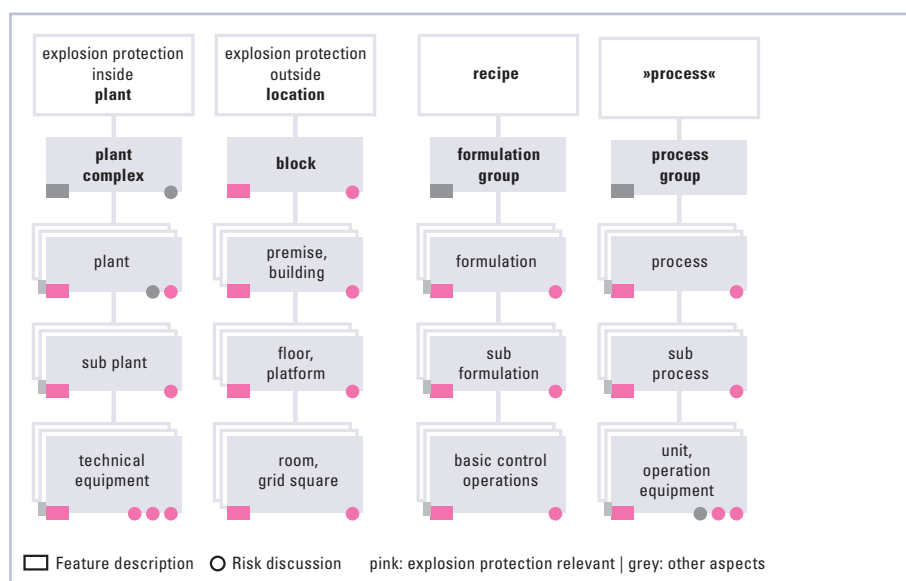 explosion protection
inside
plant
explosion protection
outside
location
recipe
»process«
plant
complex
block
formulation
group
process
group
plant
premise,
building
formulation
process
sub plant
floor,
platform
sub
formulation
sub
process
technical
equipment
room,
grid square
basic control
operations
unit,
operation
equipment
Feature description Risk discussion pink: explosion protection relevant | grey: other aspects